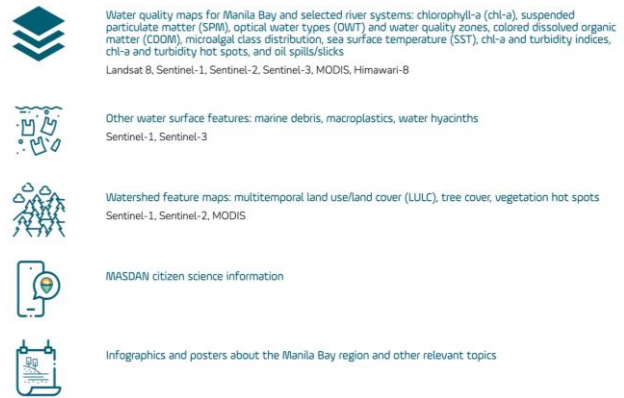 Water quality maps for Manila Bay and selected river systems: chlorophyll-a (chl-a), suspended
particulate matter (SPM), optical water types (OWT) and water quality zones, colored dissolved organic
matter (CDOM), microalgal class distribution, sea surface temperature (SST), chl-a and turbidity indices,
chl-a and turbidity hot spots, and oil spills/slicks
Landsat 8, Sentinel-1, Sentinel-2, Sentinel-3, MODIS, Himawari-8
Other water surface features: marine debris, macroplastics, water hyacinths
Sentinel-1, Sentinel-3
Watershed feature maps: multitemporal land use/land cover (LULC), tree cover, vegetation hot spots
Sentinel-1, Sentinel-2, MODIS
MASDAN citizen science information
Infographics and posters about the Manila Bay region and other relevant topics